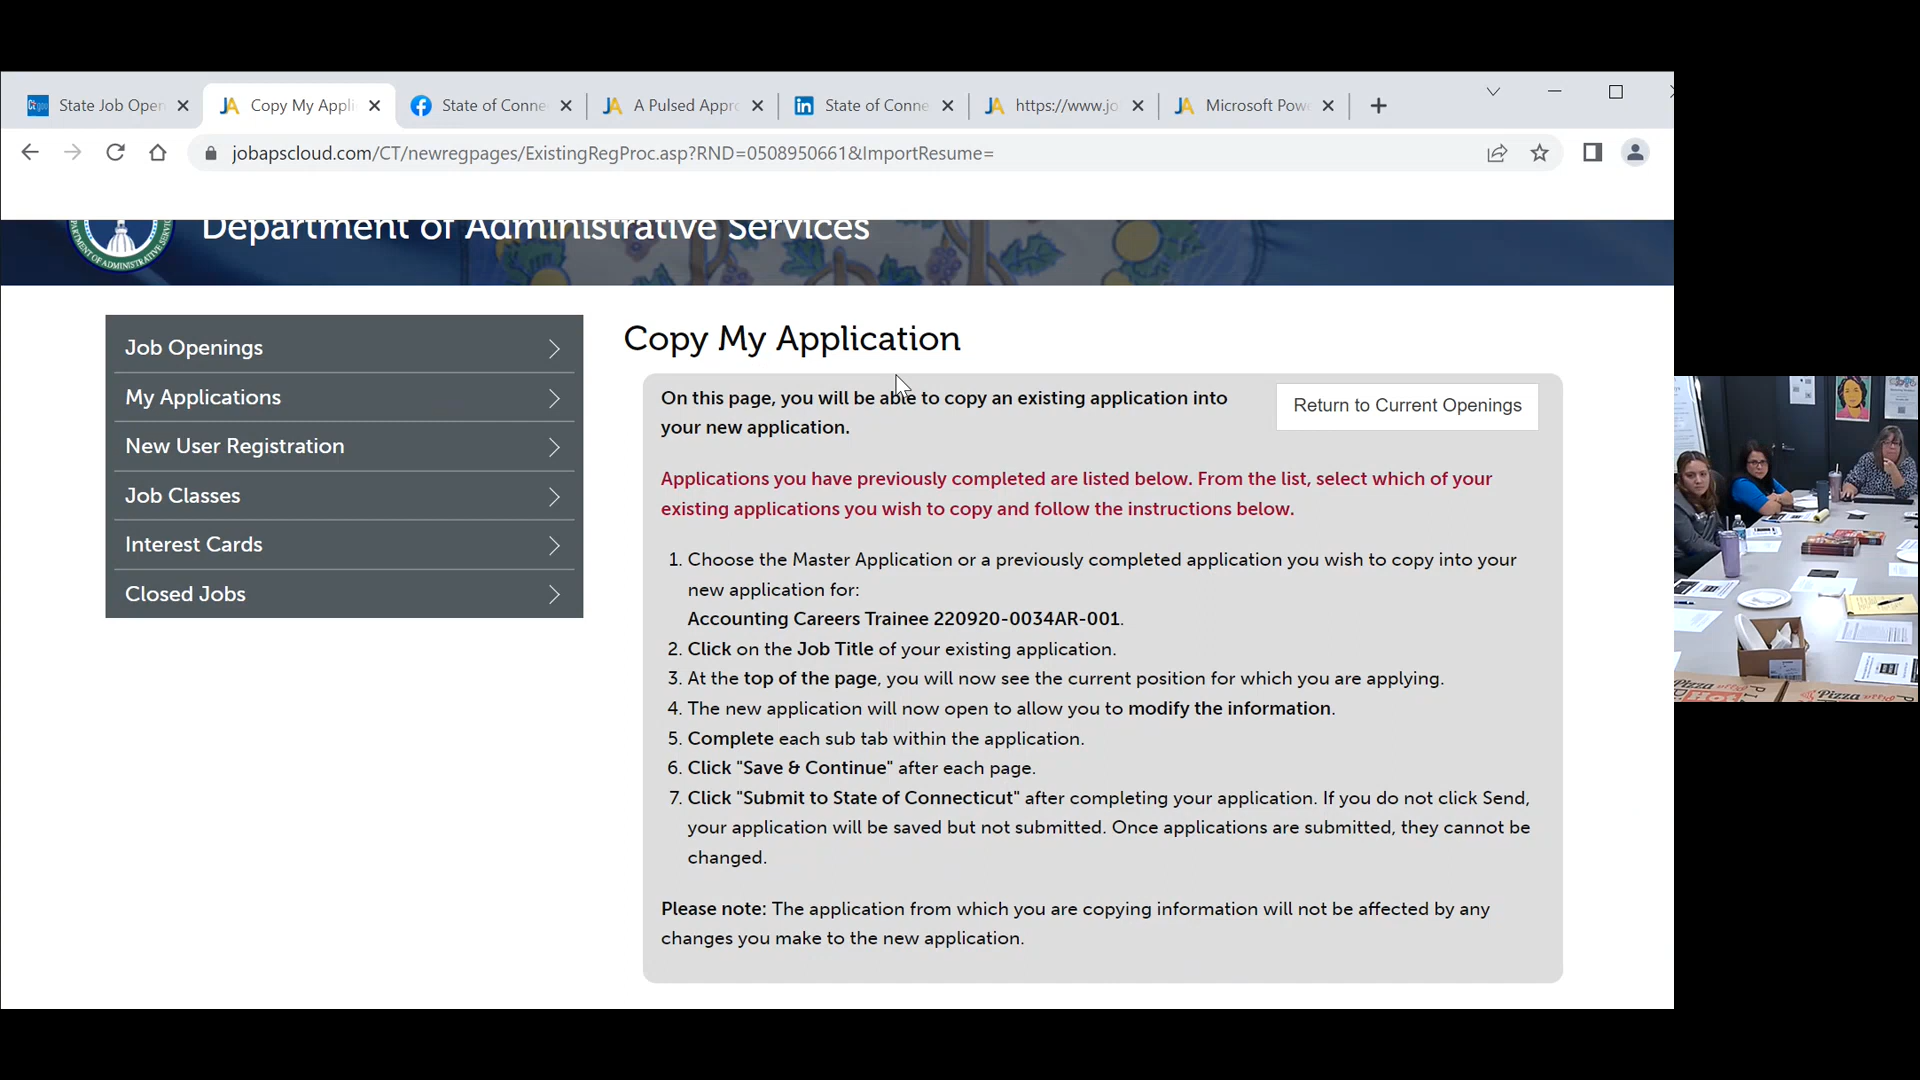 State Job Open
Copy My Appli
State of Conne
A Pulsed Appro
State of Conne
https://www.jo
Microsoft Pow
jobapscloud.com/CT/newregpages/ExistingRegProc.asp?RND=0508950661&ImportResume=
Department of Administrative Services
Job Openings
My Applications
New User Registration
Job Classes
Interest Cards
Closed Jobs
Copy My Application
On this page, you will be able to copy an existing application into
your new application.
Return to Current Openings
Applications you have previously completed are listed below. From the list, select which of your
existing applications you wish to copy and follow the instructions below.
1. Choose the Master Application or a previously completed application you wish to copy into your
new application for:
Accounting Careers Trainee 220920-0034AR-001.
2. Click on the Job Title of your existing application.
3. At the top of the page, you will now see the current position for which you are applying.
4. The new application will now open to allow you to modify the information.
5. Complete each sub tab within the application.
6. Click "Save & Continue" after each page.
7. Click "Submit to State of Connecticut" after completing your application. If you do not click Send,
your application will be saved but not submitted. Once applications are submitted, they cannot be
changed.
Please note: The application from which you are copying information will not be affected by any
changes you make to the new application.
Pizza
Pizza